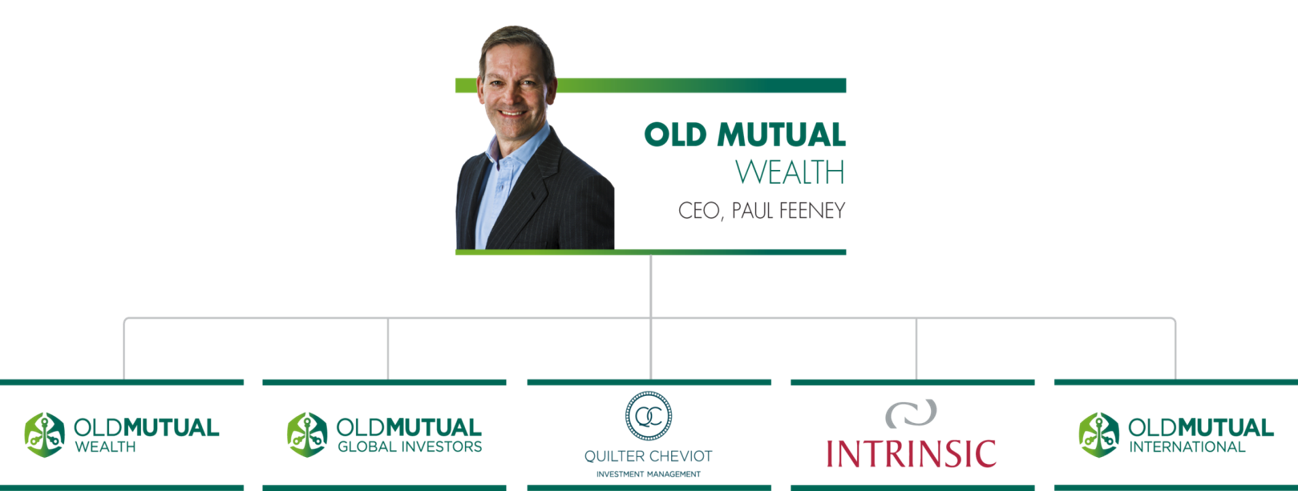 OLD MUTUAL
WEALTH
CEO, PAUL FEENEY
OLDMUTUAL
WEALTH
OLDMUTUAL
GLOBAL INVESTORS
QC
QUILTER CHEVIOT
INVESTMENT MANAGEMENT
INTRINSIC
OLDMUTUAL
INTERNATIONAL